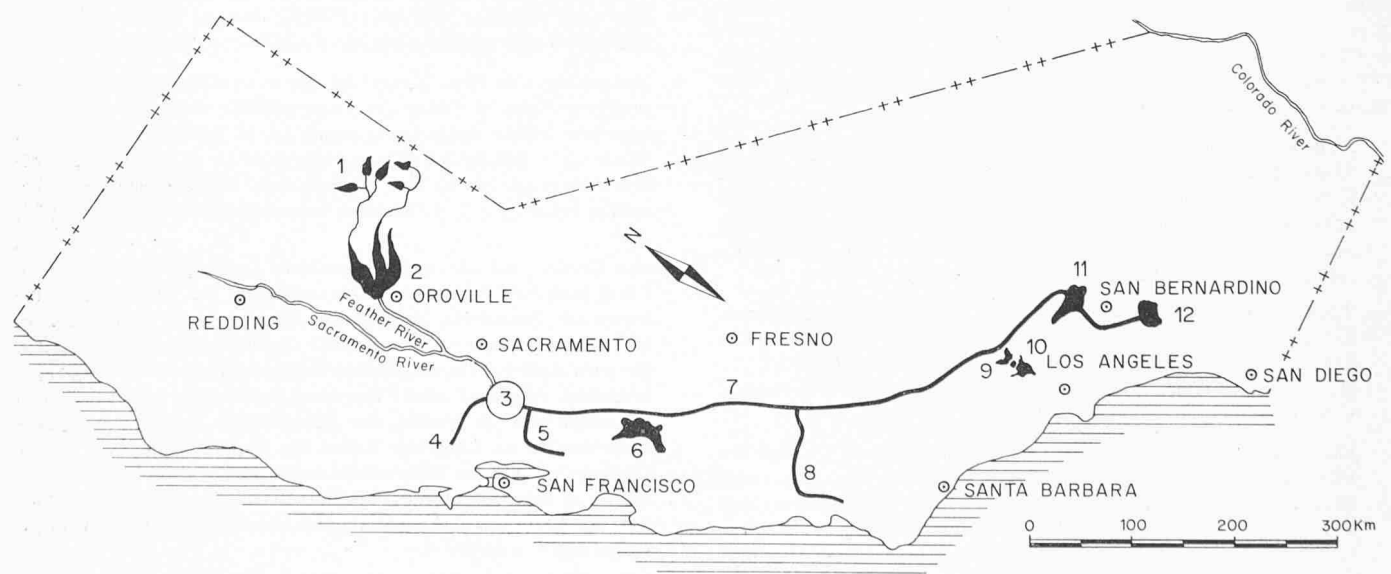 Colorado River
1
2
OROVILLE
Feather River
Sacramento River
REDDING
SACRAMENTO
N
FRESNO
11
SAN BERNARDINO
12
10
9
LOS ANGELES
SAN DIEGO
3
7
4
5
6
8
SAN FRANCISCO
SANTA BARBARA
0 100 200 300 Km